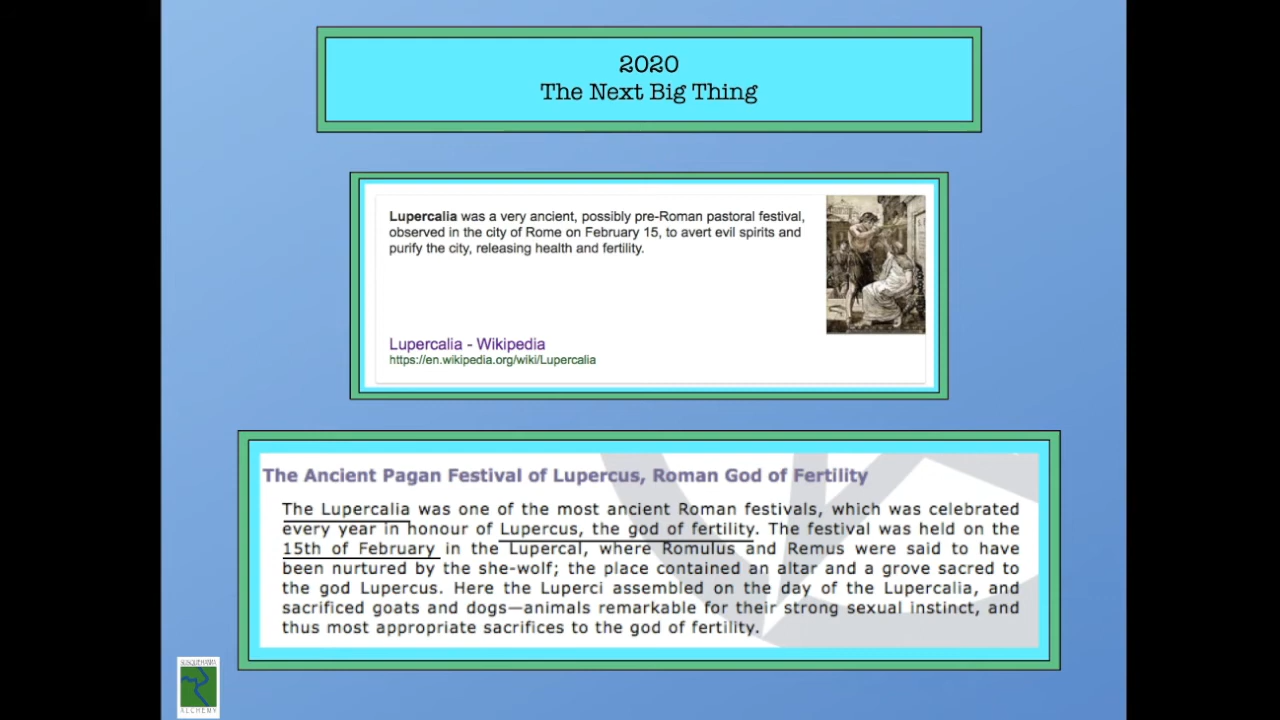 2020
The Next Big Thing
Lupercalia was a very ancient, possibly pre-Roman pastoral festival,
observed in the city of Rome on February 15, to avert evil spirits and
purify the city, releasing health and fertility.
Lupercalia - Wikipedia
https://en.wikipedia.org/wiki/Lupercalia
The Ancient Pagan Festival of Lupercus, Roman God of Fertility
The Lupercalia was one of the most ancient Roman festivals, which was celebrated
every year in honour of Lupercus, the god of fertility. The festival was held on the
15th of February in the Lupercal, where Romulus and Remus were said to have
been nurtured by the she-wolf; the place contained an altar and a grove sacred to
the god Lupercus. Here the Luperci assembled on the day of the Lupercalia, and
sacrificed goats and dogs—animals remarkable for their strong sexual instinct, and
thus most appropriate sacrifices to the god of fertility.
SUSQUEHANNA
ALCHEMY